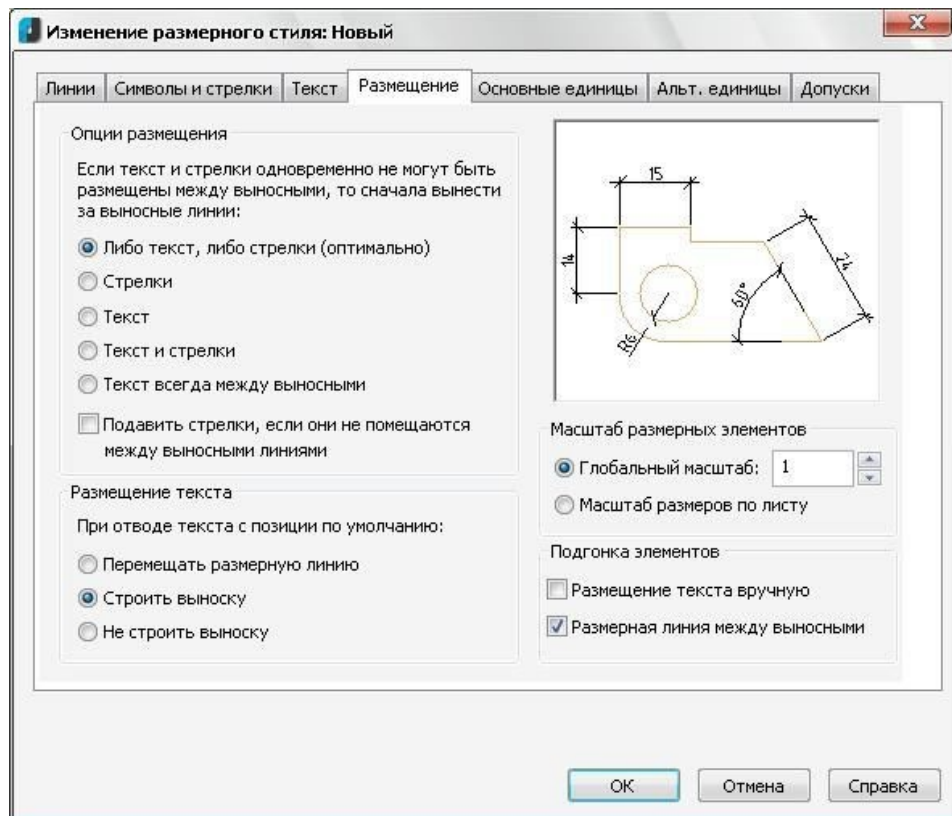 Изменение размерного стиля: Новый
Линии Символы и стрелки Текст Размещение Основные единицы Альт. единицы Допуски
Опции размещения
Если текст и стрелки одновременно не могут быть
размещены между выносными, то сначала вынести
за выносные линии:
Либо текст, либо стрелки (оптимально)
Стрелки
Текст
Текст и стрелки
Текст всегда между выносными
Подавить стрелки, если они не помещаются
между выносными линиями
Размещение текста
При отводе текста с позиции по умолчанию:
Перемещать размерную линию
Строить выноску
Не строить выноску
15
14
24
60°
R6
Масштаб размерных элементов
Глобальный масштаб: 1
Масштаб размеров по листу
Подгонка элементов
Размещение текста вручную
Размерная линия между выносными
ОК Отмена Справка